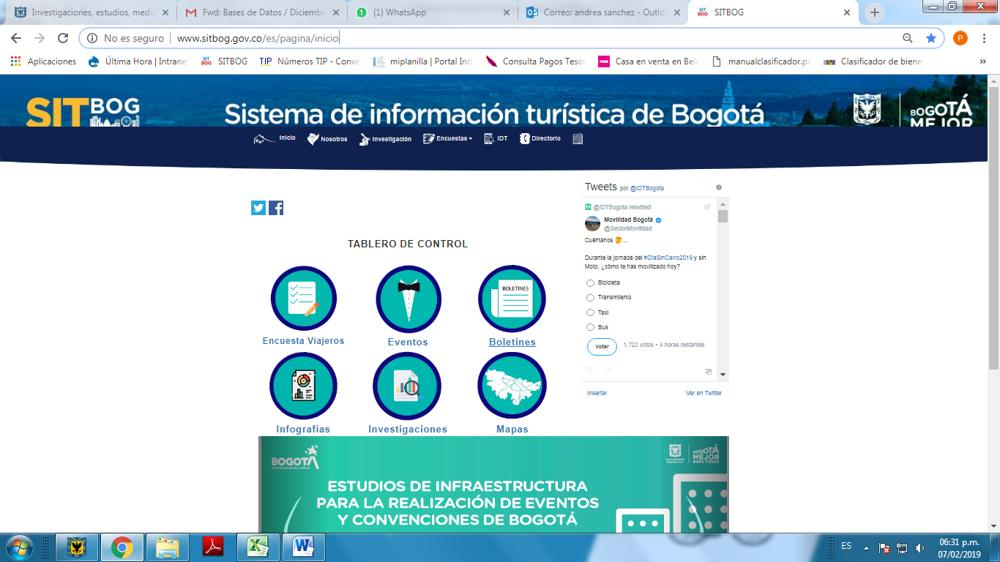 Investigaciones, estudios, medic
Fwd: Bases de Datos / Diciembr
(1) WhatsApp
Correo: andrea sanchez - Outloo
SITBOG
No es seguro | www.sitbog.gov.co/es/pagina/inicio
P
Aplicaciones
Última Hora | Intranet
SITBOG
TIP Números TIP - Conve
miplanilla | Portal Ind
Consulta Pagos Tesor
Casa en venta en Belm
manualclasificador.pd
Clasificador de biene
»
SITBOG
Sistema de información turística de Bogotá
BOGOTÁ
MEJOR
Inicio
Nosotros
Investigación
Encuestas
IDT
Directorio
Tweets por @IDTBogota
@IDTBogota retwitteó
Movilidad Bogotá
@SectorMovilidad
Cuéntanos 🤔...
Durante la jornada del #DíaSinCarro2019 y sin
Moto, ¿cómo te has movilizado hoy?
Bicicleta
Transmilenio
Taxi
Bus
Votar
1.722 votos • 4 horas restantes
2h
Insertar
Ver en Twitter
TABLERO DE CONTROL
BOLETINES
Encuesta Viajeros
Eventos
Boletines
Infografías
Investigaciones
Mapas
BOGOTÁ
BOGOTÁ
MEJOR
PARA TODOS
ESTUDIOS DE INFRAESTRUCTURA
PARA LA REALIZACIÓN DE EVENTOS
Y CONVENCIONES DE BOGOTÁ
ES
06:31 p.m.
07/02/2019